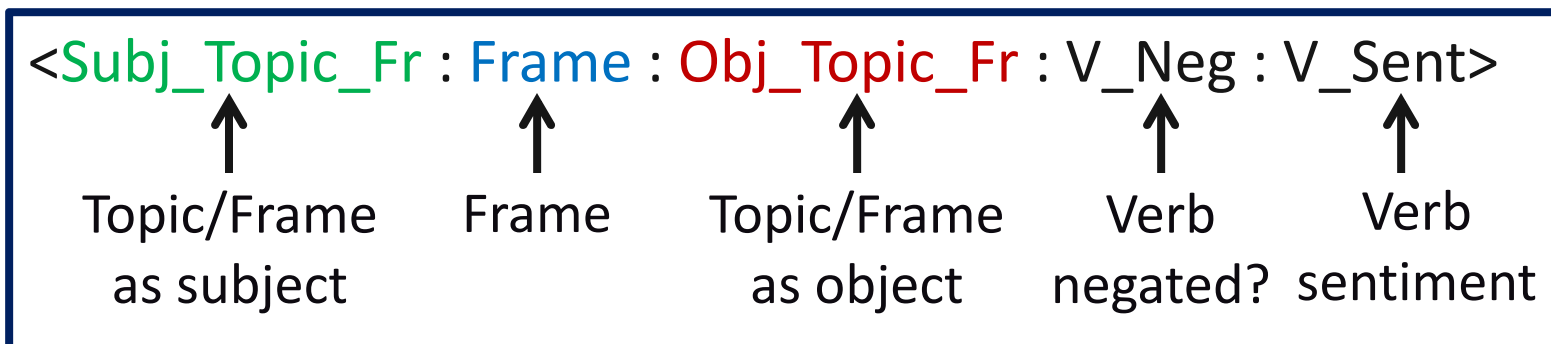 <Subj_Topic_Fr : Frame : Obj_Topic_Fr : V_Neg : V_Sent>
Topic/Frame as subject
Frame
Topic/Frame as object
Verb negated?
Verb sentiment